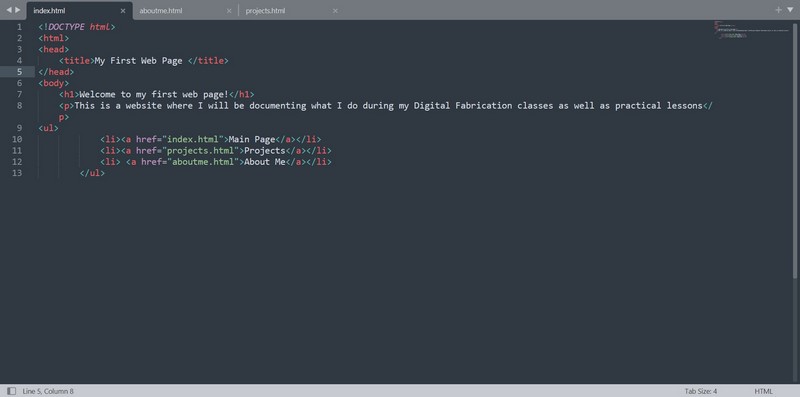 index.html × aboutme.html × projects.html ×
1 <!DOCTYPE html>
2 <html>
3 <head>
4 <title>My First Web Page </title>
5 </head>
6 <body>
7 <h1>Welcome to my first web page!</h1>
8 <p>This is a website where I will be documenting what I do during my Digital Fabrication classes as well as practical lessons</
p>
9 <ul>
10 <li><a href="index.html">Main Page</a></li>
11 <li><a href="projects.html">Projects</a></li>
12 <li> <a href="aboutme.html">About Me</a></li>
13 </ul>
Line 5, Column 8 Tab Size: 4 HTML